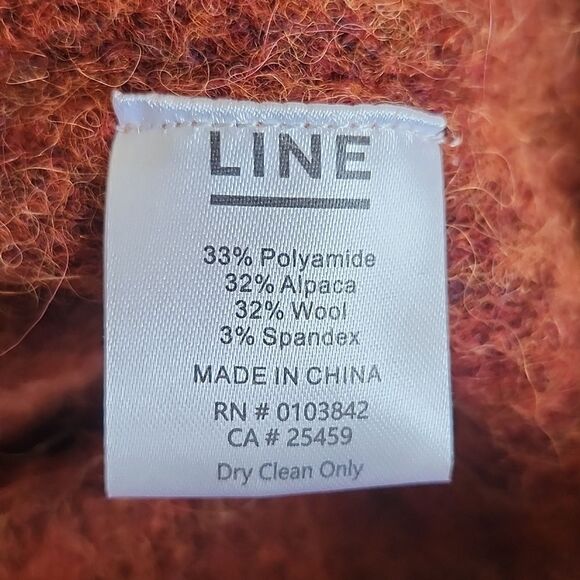 LINE
33% Polyamide
32% Alpaca
32% Wool
3% Spandex
MADE IN CHINA
RN # 0103842
CA # 25459
Dry Clean Only